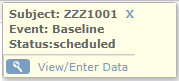 Subject: ZZZ1001 X
Event: Baseline
Status:scheduled
View/Enter Data